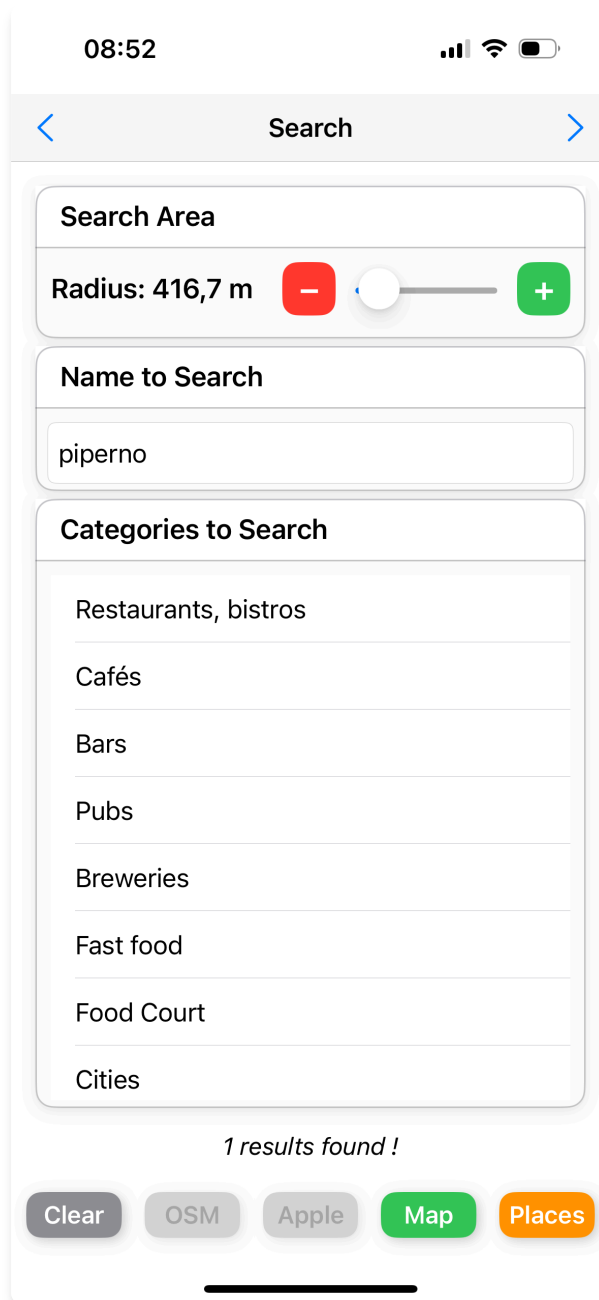 08:52
Search
Search Area
Radius: 416,7 m
Name to Search
piperno
Categories to Search
Restaurants, bistros
Cafés
Bars
Pubs
Breweries
Fast food
Food Court
Cities
1 results found !
Clear OSM Apple Map Places